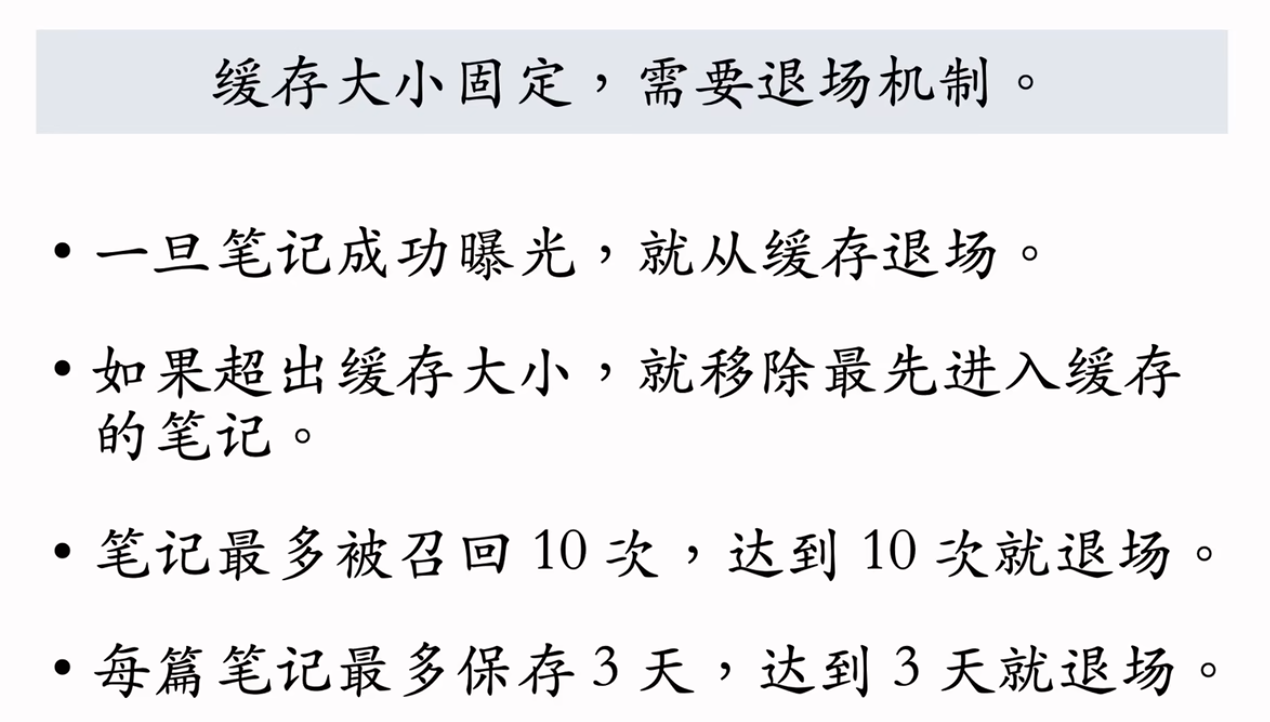 缓存大小固定，需要退场机制。
• 一旦笔记成功曝光，就从缓存退场。
• 如果超出缓存大小，就移除最先进入缓存
的笔记。
• 笔记最多被召回 10 次，达到 10 次就退场。
• 每篇笔记最多保存 3 天，达到 3 天就退场。